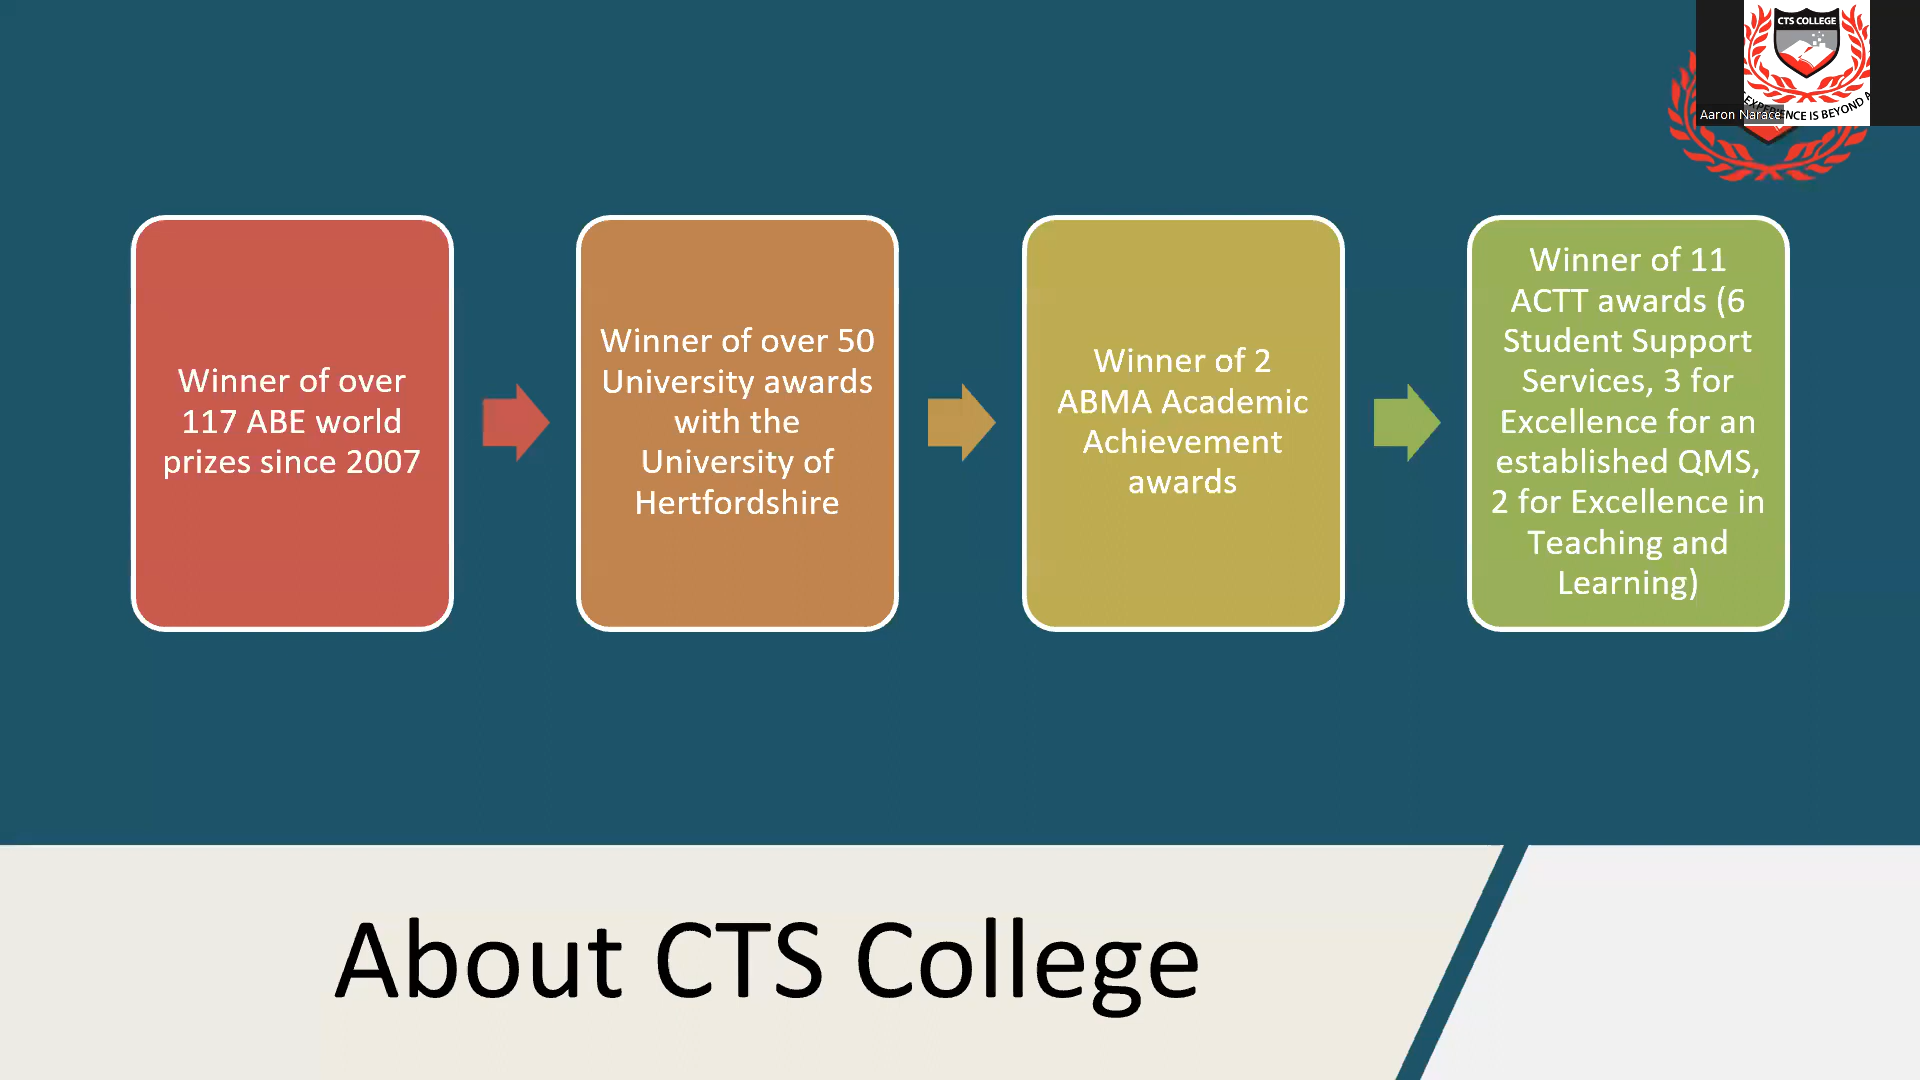 CTS COLLEGE
EXPERIENCE IS BEYOND A
Aaron Narace
Winner of over
117 ABE world
prizes since 2007
Winner of over 50
University awards
with the
University of
Hertfordshire
Winner of 2
ABMA Academic
Achievement
awards
Winner of 11
ACTT awards (6
Student Support
Services, 3 for
Excellence for an
established QMS,
2 for Excellence in
Teaching and
Learning)
About CTS College